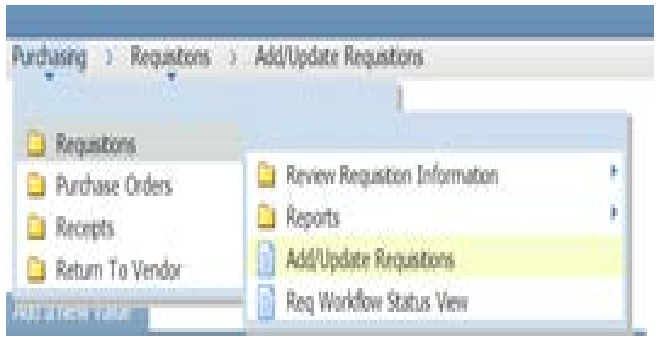 Purchasing > Requisitions > Add/Update Requisitions
Requisitions
Purchase Orders
Receipts
Return To Vendor
Review Requisition Information
Reports
Add/Update Requisitions
Req Workflow Status View
Add a New Value